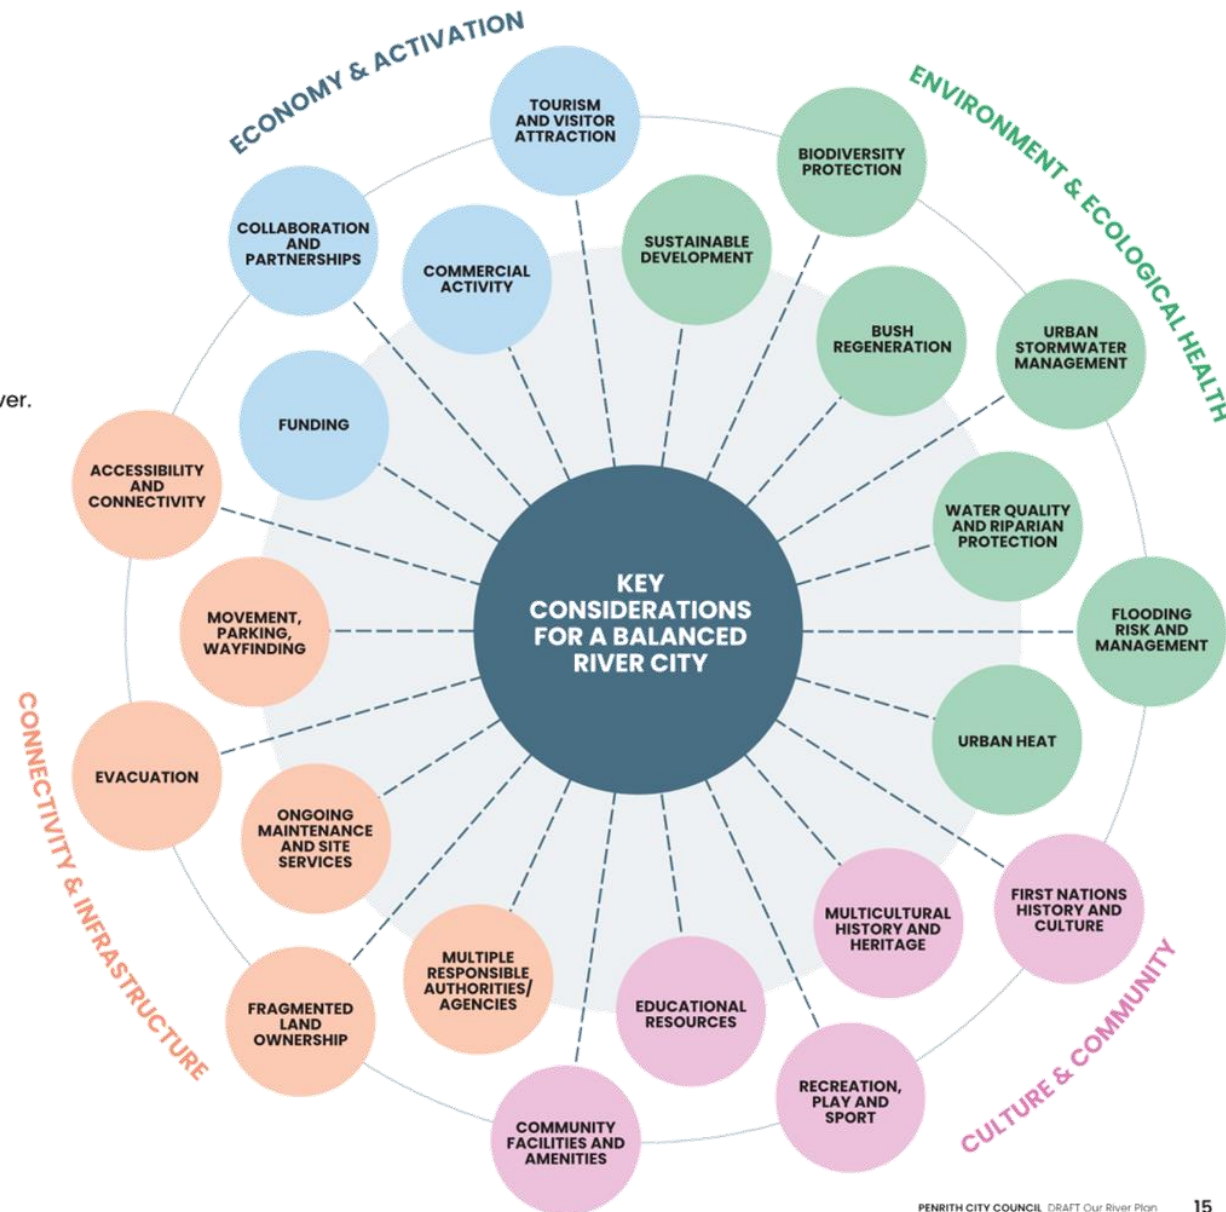 ECONOMY & ACTIVATION
TOURISM
AND VISITOR
ATTRACTION
COLLABORATION
AND
PARTNERSHIPS
COMMERCIAL
ACTIVITY
FUNDING
ENVIRONMENT & ECOLOGICAL HEALTH
BIODIVERSITY
PROTECTION
SUSTAINABLE
DEVELOPMENT
BUSH
REGENERATION
URBAN
STORMWATER
MANAGEMENT
WATER QUALITY
AND RIPARIAN
PROTECTION
FLOODING
RISK AND
MANAGEMENT
URBAN HEAT
ver.
KEY
CONSIDERATIONS
FOR A BALANCED
RIVER CITY
CONNECTIVITY & INFRASTRUCTURE
ACCESSIBILITY
AND
CONNECTIVITY
MOVEMENT,
PARKING,
WAYFINDING
EVACUATION
ONGOING
MAINTENANCE
AND SITE
SERVICES
FRAGMENTED
LAND
OWNERSHIP
MULTIPLE
RESPONSIBLE
AUTHORITIES/
AGENCIES
CULTURE & COMMUNITY
FIRST NATIONS
HISTORY AND
CULTURE
MULTICULTURAL
HISTORY AND
HERITAGE
EDUCATIONAL
RESOURCES
RECREATION,
PLAY AND
SPORT
COMMUNITY
FACILITIES AND
AMENITIES
PENRITH CITY COUNCIL DRAFT Our River Plan 15